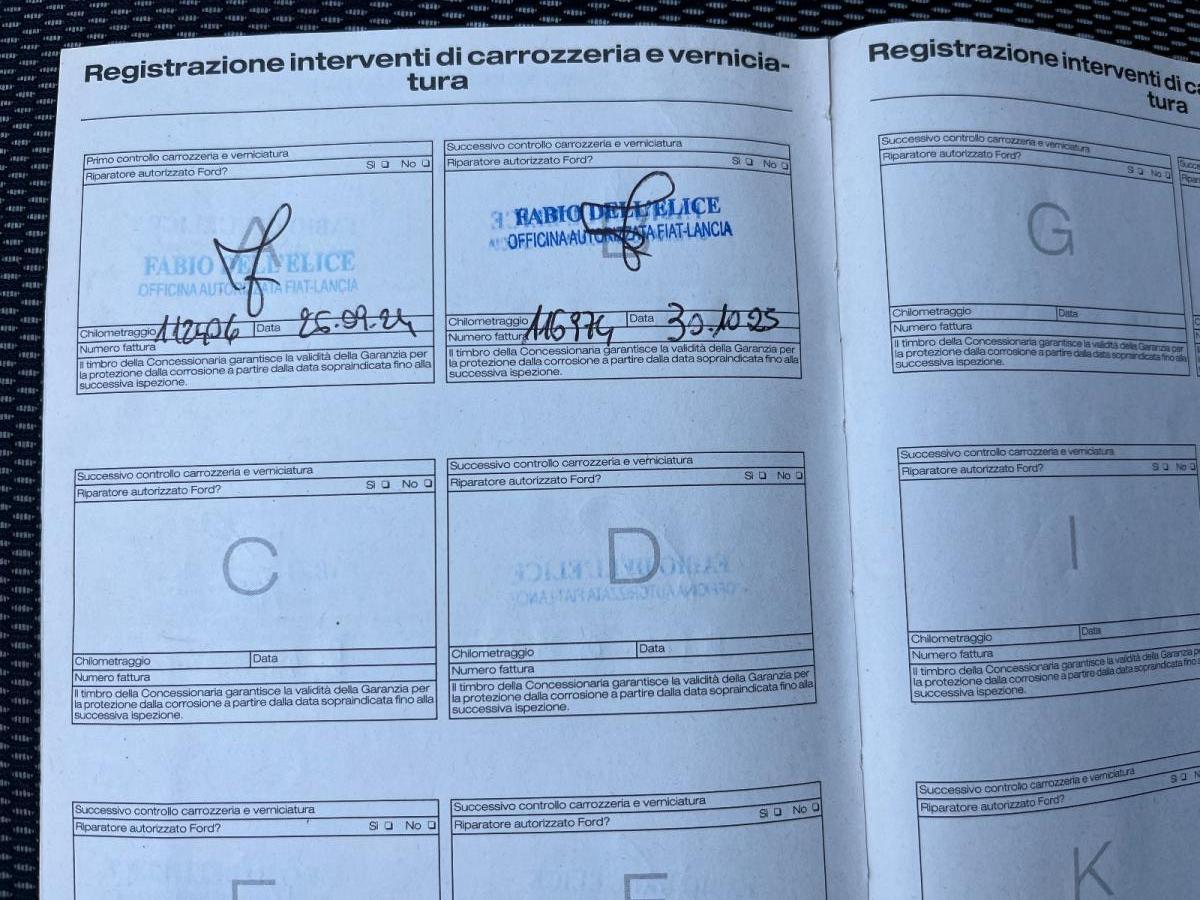 Registrazione interventi di carrozzeria e vernicia-
tura
Primo controllo carrozzeria e verniciatura
Riparatore autorizzato Ford? Sì No
A
FABIO DELL'ELICE
OFFICINA AUTORIZZATA FIAT-LANCIA
Chilometraggio 112406 Data 26.09.24
Numero fattura
Il timbro della Concessionaria garantisce la validità della Garanzia per
la protezione dalla corrosione a partire dalla data sopraindicata fino alla
successiva ispezione.
Successivo controllo carrozzeria e verniciatura
Riparatore autorizzato Ford? Sì No
B
FABIO DELL'ELICE
OFFICINA AUTORIZZATA FIAT-LANCIA
Chilometraggio 116974 Data 30.10.25
Numero fattura
Il timbro della Concessionaria garantisce la validità della Garanzia per
la protezione dalla corrosione a partire dalla data sopraindicata fino alla
successiva ispezione.
Successivo controllo carrozzeria e verniciatura
Riparatore autorizzato Ford? Sì No
C
Chilometraggio Data
Numero fattura
Il timbro della Concessionaria garantisce la validità della Garanzia per
la protezione dalla corrosione a partire dalla data sopraindicata fino alla
successiva ispezione.
Successivo controllo carrozzeria e verniciatura
Riparatore autorizzato Ford? Sì No
D
Chilometraggio Data
Numero fattura
Il timbro della Concessionaria garantisce la validità della Garanzia per
la protezione dalla corrosione a partire dalla data sopraindicata fino alla
successiva ispezione.
Successivo controllo carrozzeria e verniciatura
Riparatore autorizzato Ford? Sì No
Successivo controllo carrozzeria e verniciatura
Riparatore autorizzato Ford? Sì No
Registrazione interventi di
tura
Successivo controllo carrozzeria e verniciatura
Riparatore autorizzato Ford? Sì No
G
Chilometraggio Data
Numero fattura
Il timbro della Concessionaria garantisce la validità della Garanzia per
la protezione dalla corrosione a partire dalla data sopraindicata fino alla
successiva ispezione.
Successivo controllo carrozzeria e verniciatura
Riparatore autorizzato Ford? Sì No
I
Chilometraggio Data
Numero fattura
Il timbro della Concessionaria garantisce la validità della Garanzia
la protezione dalla corrosione a partire dalla data sopraindicata fino
successiva ispezione.
Successivo controllo carrozzeria e verniciatura
Riparatore autorizzato Ford? Sì
K